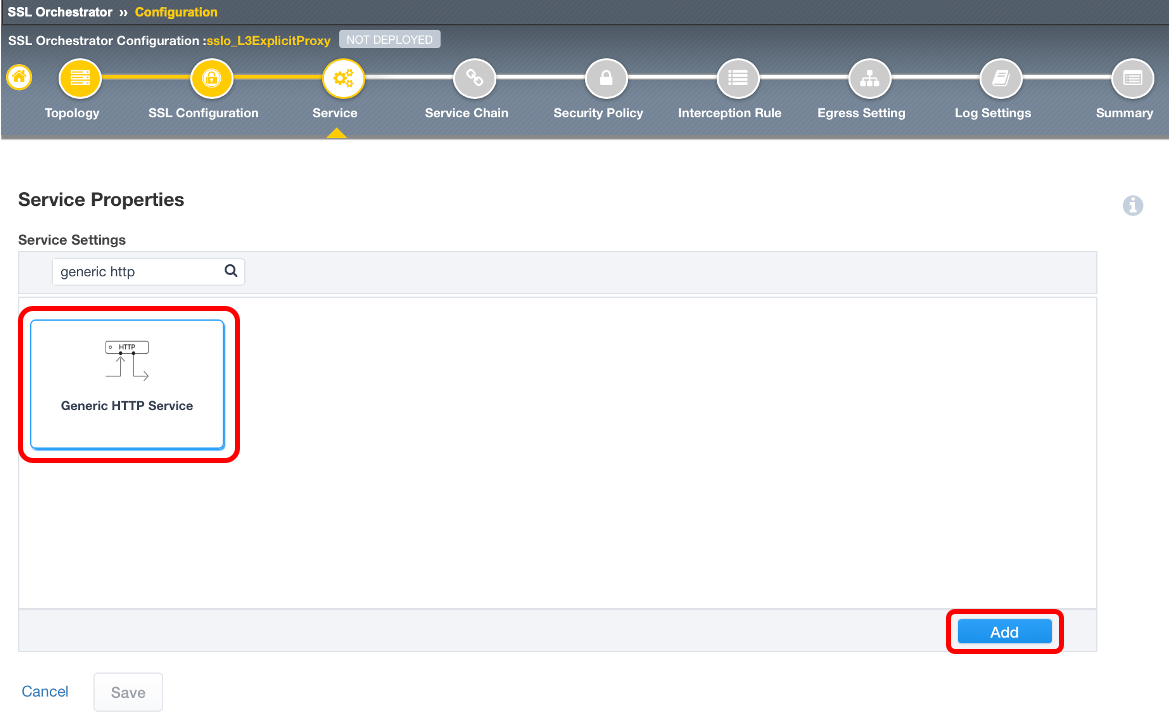 SSL Orchestrator » Configuration
SSL Orchestrator Configuration :sslo_L3ExplicitProxy NOT DEPLOYED
Topology SSL Configuration Service Service Chain Security Policy Interception Rule Egress Setting Log Settings Summary
Service Properties
Service Settings
generic http
HTTP
Generic HTTP Service
Add
Cancel Save